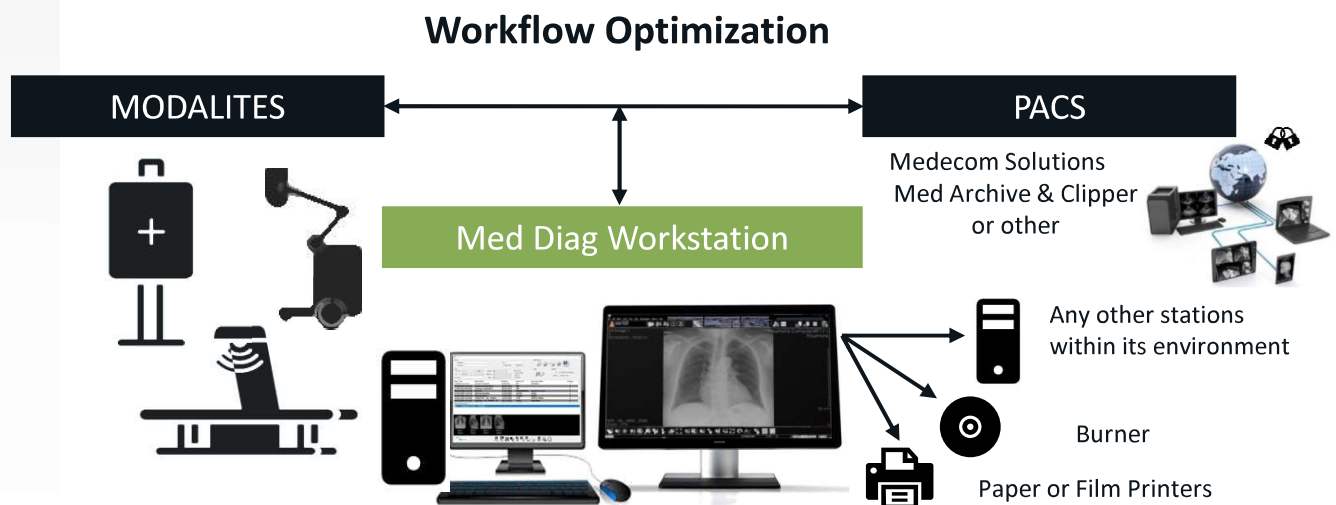 Workflow Optimization
MODALITES
PACS
Medecom Solutions
Med Archive & Clipper
or other
Med Diag Workstation
Any other stations
within its environment
Burner
Paper or Film Printers